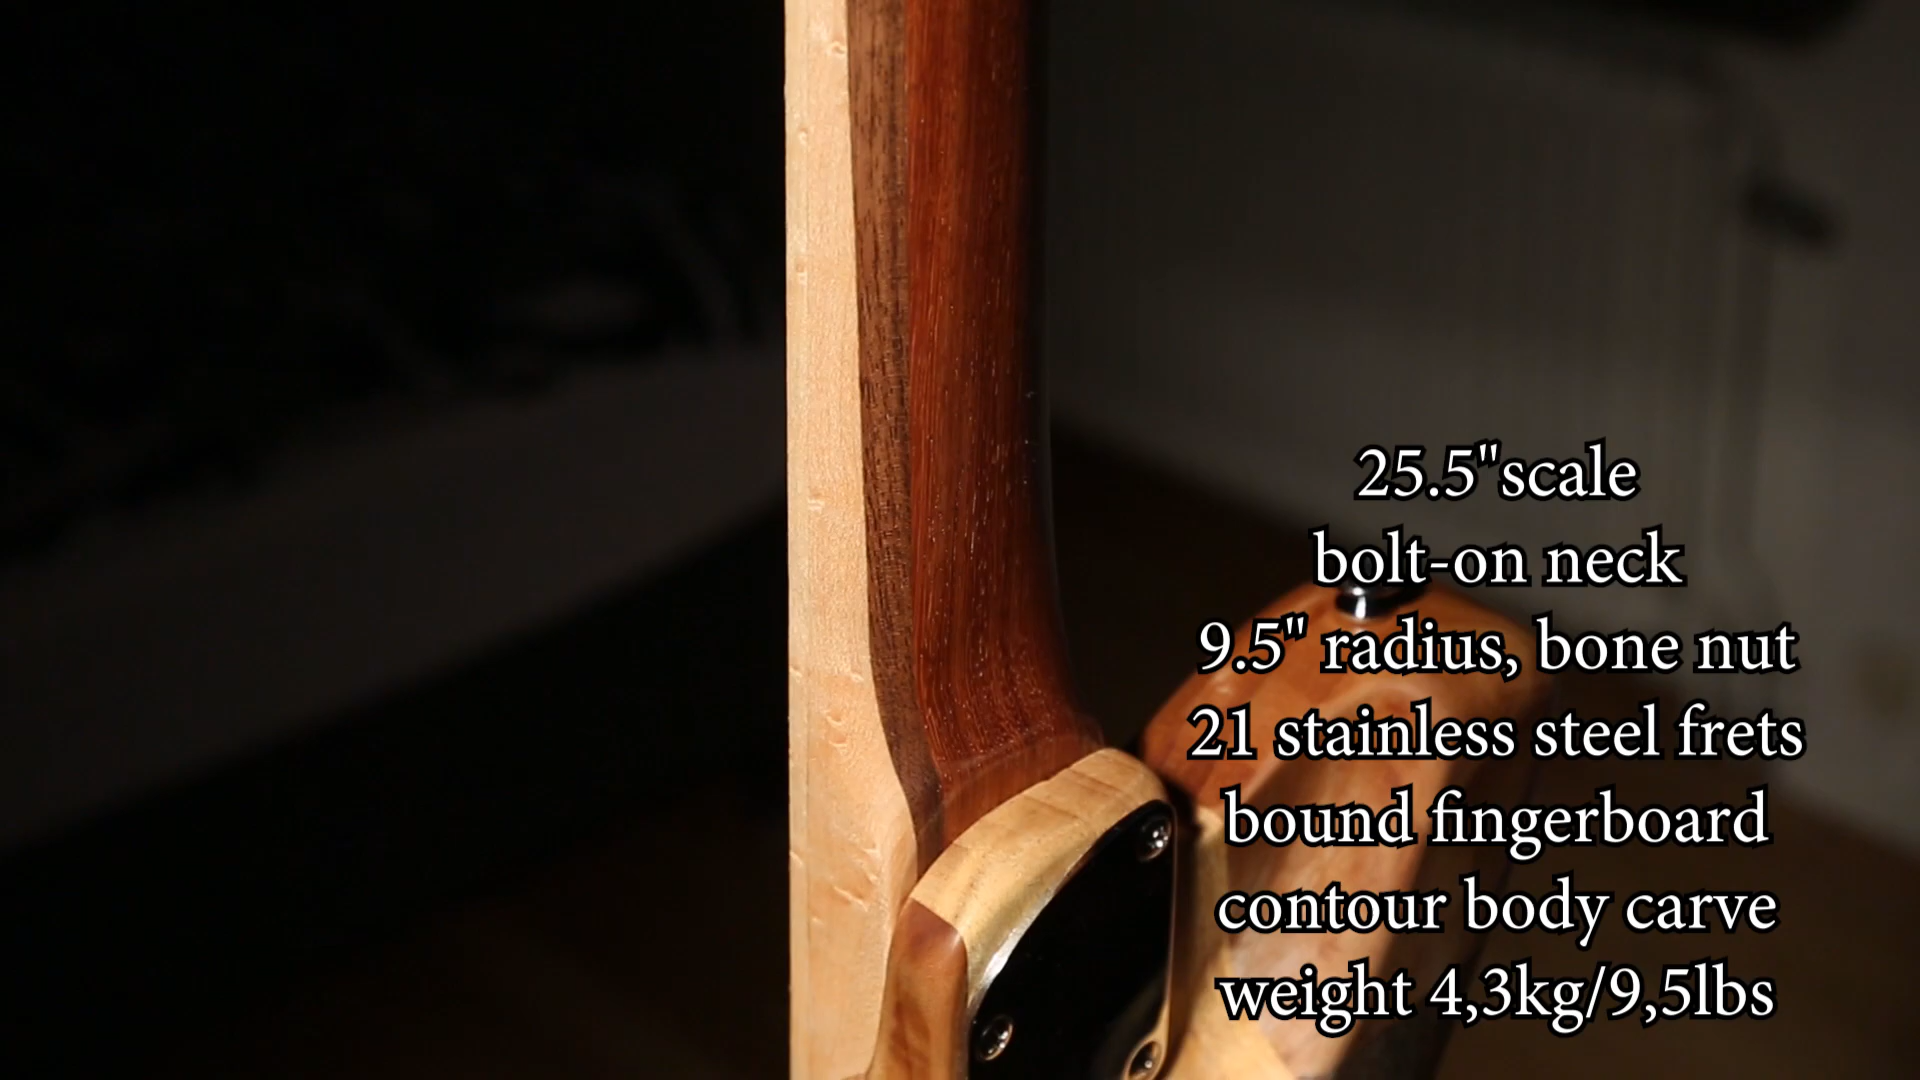 25.5"scale
bolt-on neck
9.5" radius, bone nut
21 stainless steel frets
bound fingerboard
contour body carve
weight 4,3kg/9,5lbs